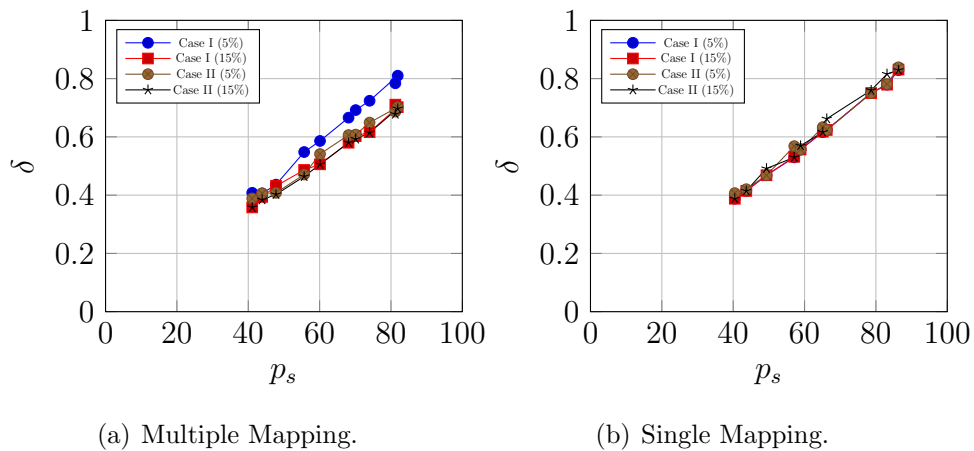 1
0.8
0.6
0.4
0.2
0
0 20 40 60 80 100
δ
p_s
Case I (5%)
Case I (15%)
Case II (5%)
Case II (15%)
(a) Multiple Mapping.
1
0.8
0.6
0.4
0.2
0
0 20 40 60 80 100
δ
p_s
Case I (5%)
Case I (15%)
Case II (5%)
Case II (15%)
(b) Single Mapping.